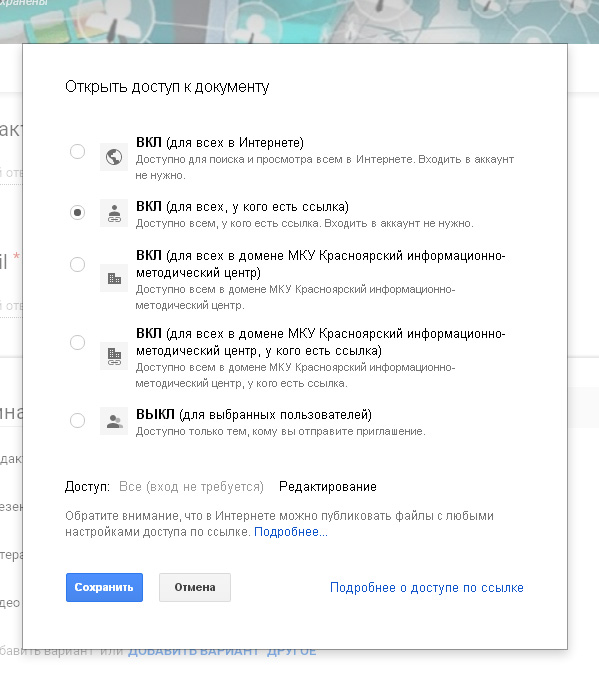 хранены
Открыть доступ к документу
ВКЛ (для всех в Интернете)
Доступно для поиска и просмотра всем в Интернете. Входить в аккаунт
не нужно.
ВКЛ (для всех, у кого есть ссылка)
Доступно всем, у кого есть ссылка. Входить в аккаунт не нужно.
ВКЛ (для всех в домене МКУ Красноярский информационно-
методический центр)
Доступно всем в домене МКУ Красноярский информационно-
методический центр.
ВКЛ (для всех в домене МКУ Красноярский информационно-
методический центр, у кого есть ссылка)
Доступно всем в домене МКУ Красноярский информационно-
методический центр, у кого есть ссылка.
ВЫКЛ (для выбранных пользователей)
Доступно только тем, кому вы отправите приглашение.
Доступ: Все (вход не требуется) Редактирование
Обратите внимание, что в Интернете можно публиковать файлы с любыми
настройками доступа по ссылке. Подробнее...
Сохранить Отмена Подробнее о доступе по ссылке
бавить вариант или ДОБАВИТЬ ВАРИАНТ "ДРУГОЕ"